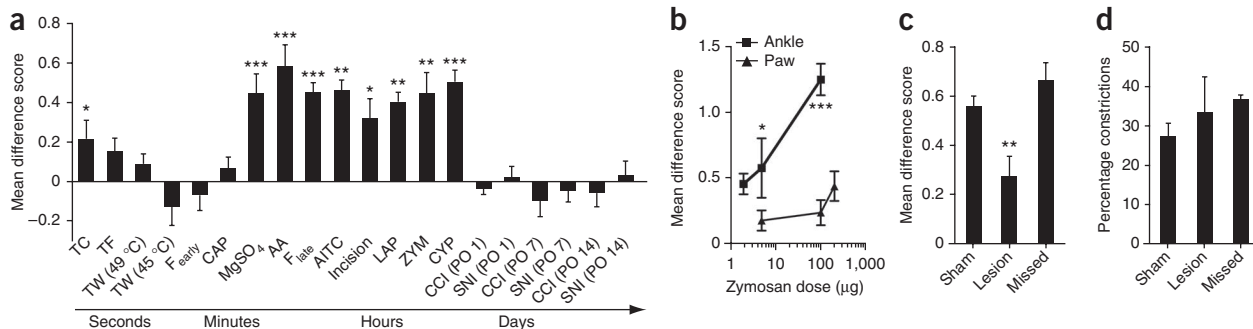 a
Mean difference score
0.8
0.6
0.4
0.2
0
–0.2
*
***
***
***
**
*
**
**
***
TC
TF
TW (49 °C)
TW (45 °C)
F early
CAP
MgSO4
AA
F late
AITC
Incision
LAP
ZYM
CYP
CCI (PO 1)
SNI (PO 1)
CCI (PO 7)
SNI (PO 7)
CCI (PO 14)
SNI (PO 14)
Seconds Minutes Hours Days
b
Mean difference score
1.5
1.0
0.5
0
Ankle
Paw
*
***
1 10 100 1,000
Zymosan dose (µg)
c
Mean difference score
0.8
0.6
0.4
0.2
0
**
Sham
Lesion
Missed
d
Percentage constrictions
50
40
30
20
10
0
Sham
Lesion
Missed